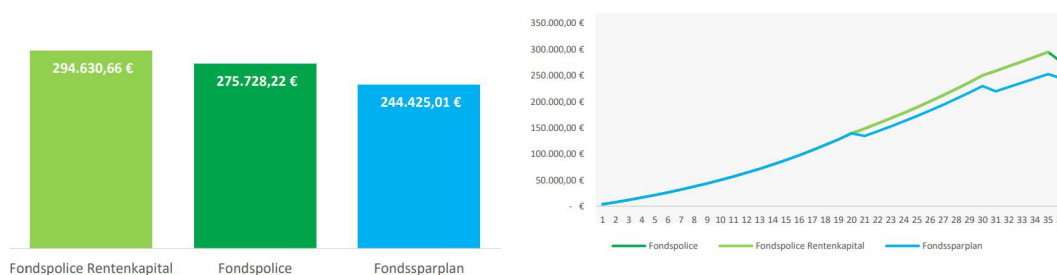 294.630,66 €
275.728,22 €
244.425,01 €
Fondspolice Rentenkapital
Fondspolice
Fondssparplan
350.000,00 €
300.000,00 €
250.000,00 €
200.000,00 €
150.000,00 €
100.000,00 €
50.000,00 €
- €
1 2 3 4 5 6 7 8 9 10 11 12 13 14 15 16 17 18 19 20 21 22 23 24 25 26 27 28 29 30 31 32 33 34 35
Fondspolice
Fondspolice Rentenkapital
Fondssparplan